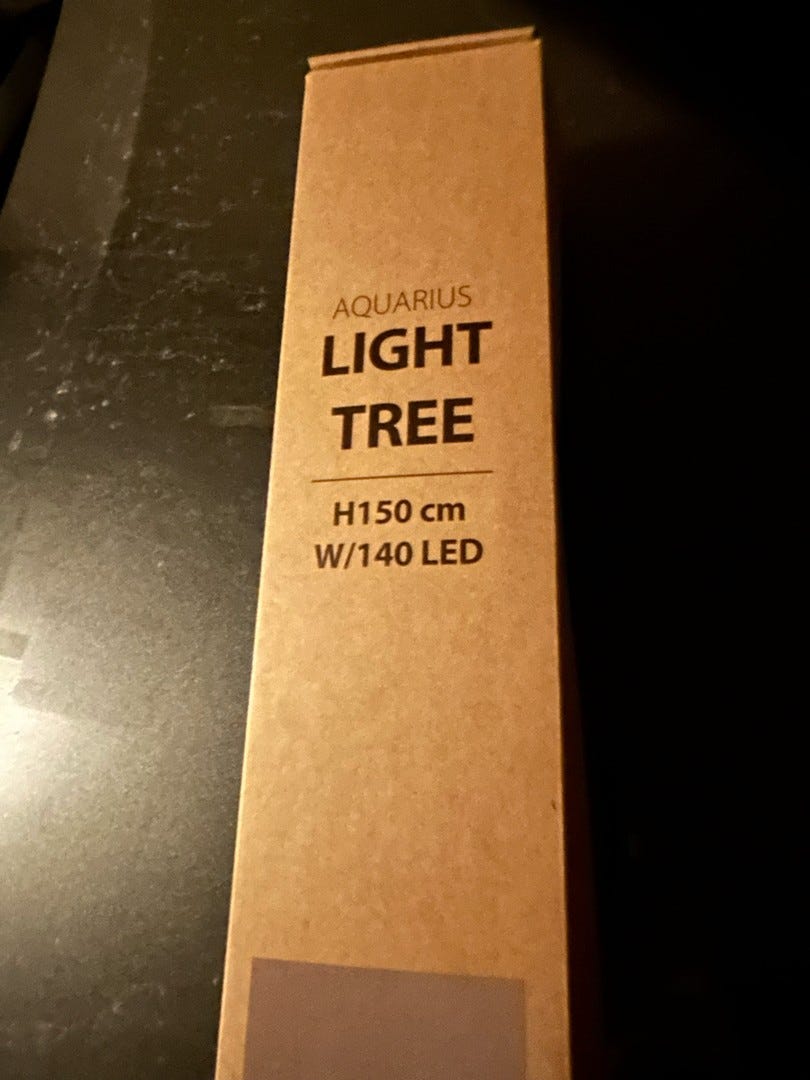 AQUARIUS
LIGHT
TREE
H150 cm
W/140 LED